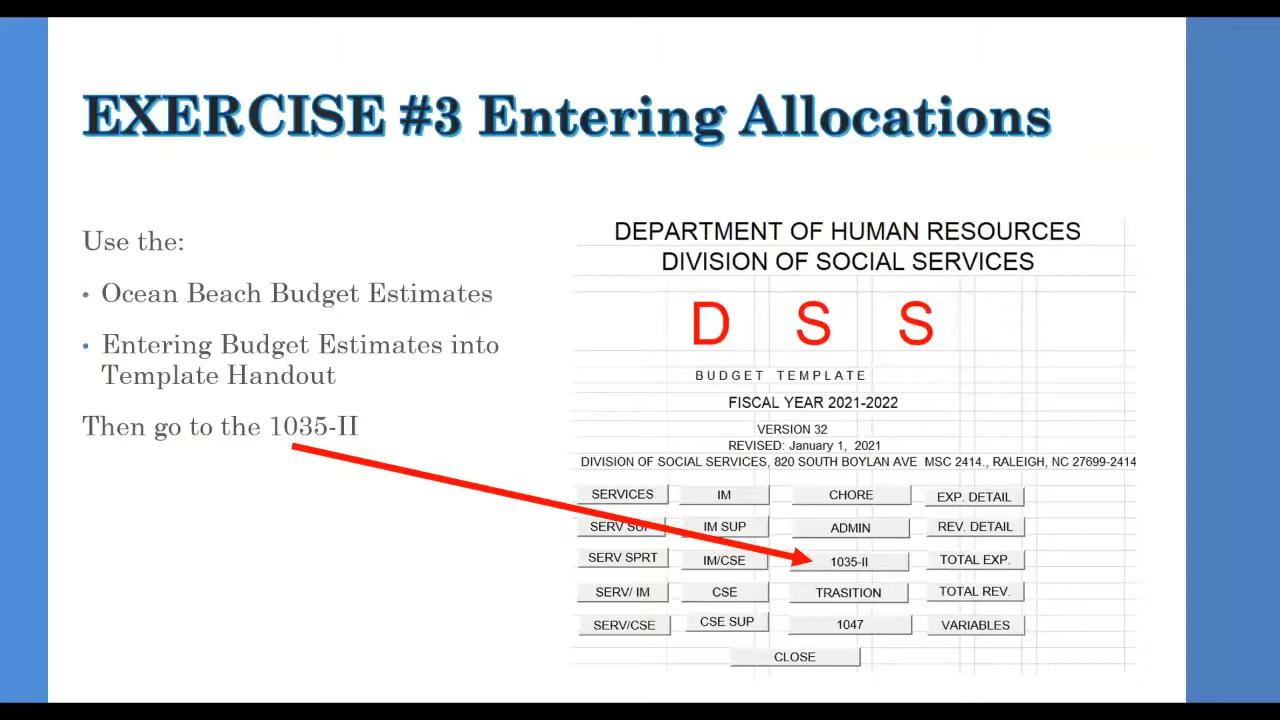 EXERCISE #3 Entering Allocations
Use the:
• Ocean Beach Budget Estimates
• Entering Budget Estimates into
Template Handout
Then go to the 1035-II
DEPARTMENT OF HUMAN RESOURCES
DIVISION OF SOCIAL SERVICES
D S S
BUDGET TEMPLATE
FISCAL YEAR 2021-2022
VERSION 32
REVISED: January 1, 2021
DIVISION OF SOCIAL SERVICES, 820 SOUTH BOYLAN AVE MSC 2414., RALEIGH, NC 27699-2414
SERVICES IM CHORE EXP. DETAIL
SERV SUP IM SUP ADMIN REV. DETAIL
SERV SPRT IM/CSE 1035-II TOTAL EXP.
SERV/ IM CSE TRASITION TOTAL REV.
SERV/CSE CSE SUP 1047 VARIABLES
CLOSE